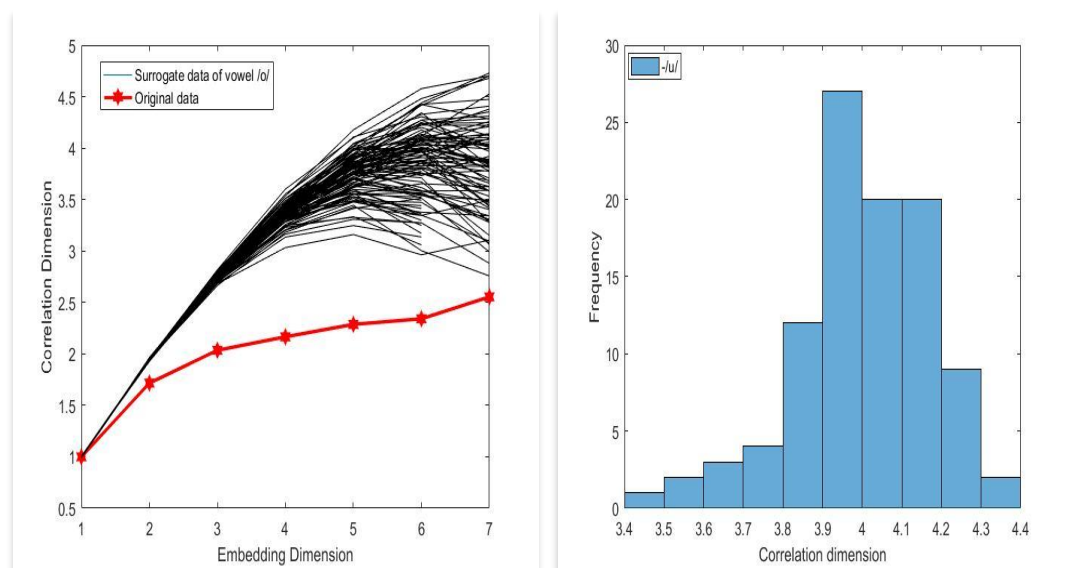 5
4.5
4
3.5
3
2.5
2
1.5
1
0.5
Correlation Dimension
Surrogate data of vowel /o/
Original data
1 2 3 4 5 6 7
Embedding Dimension
30
25
20
15
10
5
0
Frequency
-/u/
3.4 3.5 3.6 3.7 3.8 3.9 4 4.1 4.2 4.3 4.4
Correlation dimension